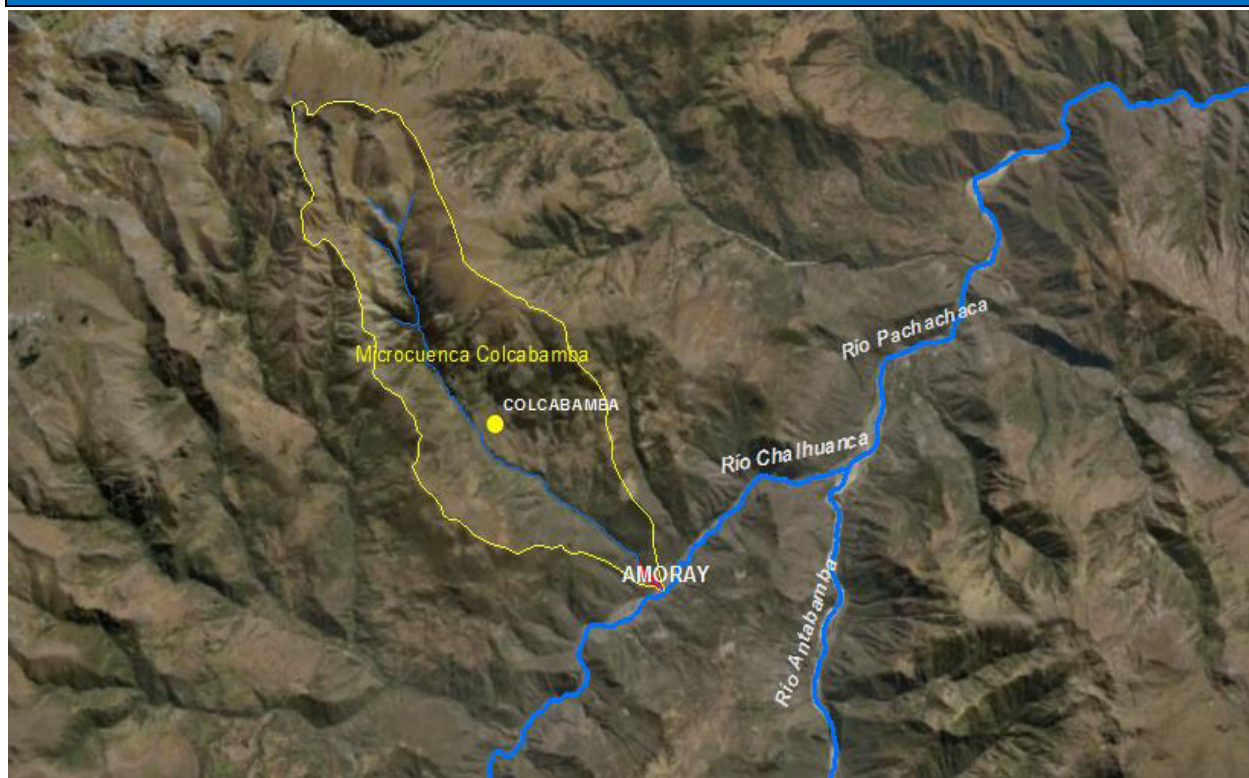 Río Pachachaca
Microcuenca Colcabamba
COLCABAMBA
Río Chalhuanca
AMORAY
Río Antabamba